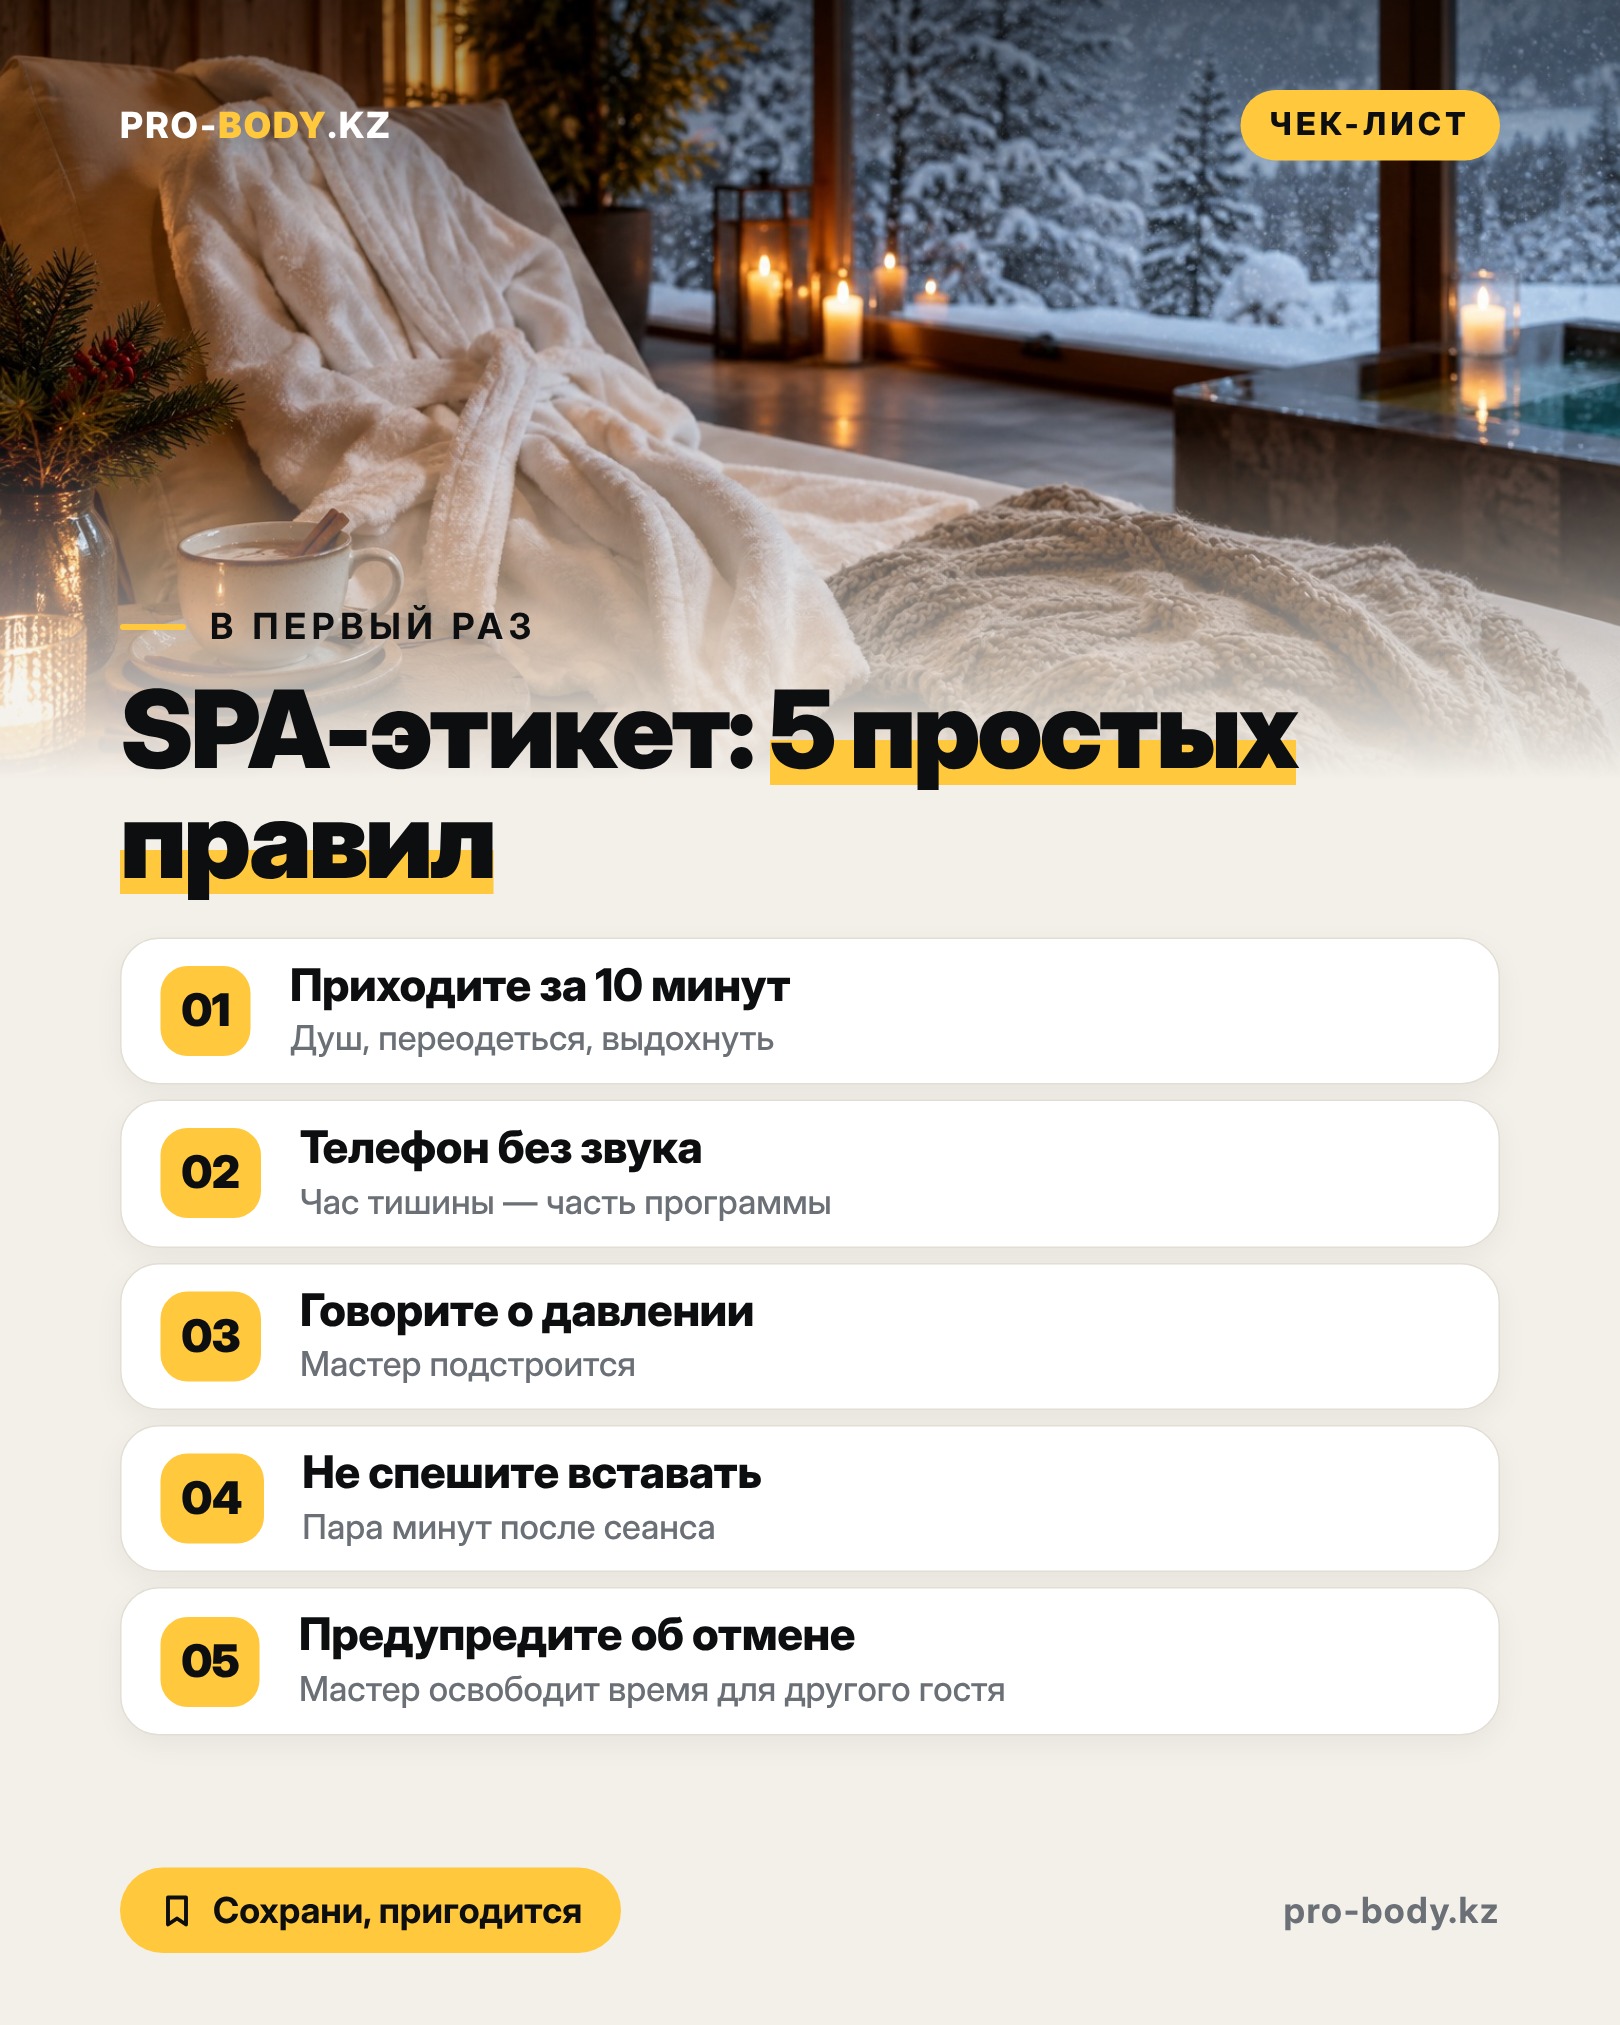 PRO-BODY.KZ
ЧЕК-ЛИСТ
В ПЕРВЫЙ РАЗ
SPA-этикет: 5 простых
правил
01
Приходите за 10 минут
Душ, переодеться, выдохнуть
02
Телефон без звука
Час тишины — часть программы
03
Говорите о давлении
Мастер подстроится
04
Не спешите вставать
Пара минут после сеанса
05
Предупредите об отмене
Мастер освободит время для другого гостя
Сохрани, пригодится
pro-body.kz